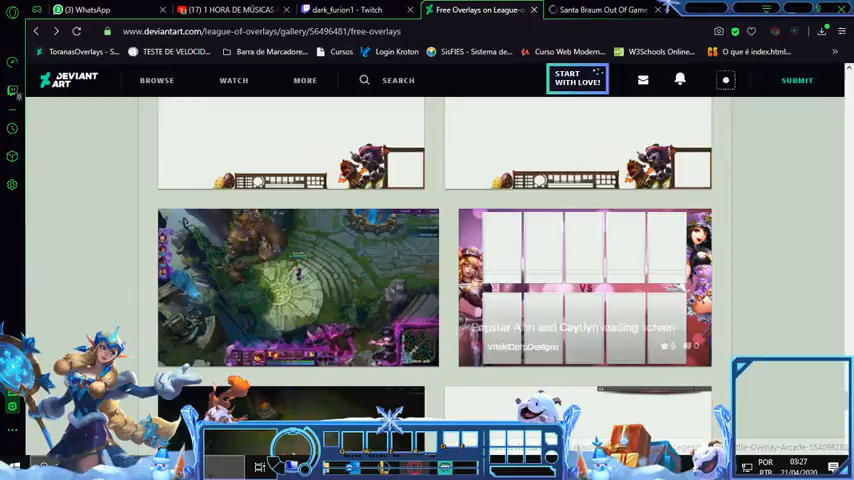 (1) WhatsApp
(17) 1 HORA DE MÚSICAS
dark_furion1 - Twitch
Free Overlays on League-o
Santa Braum Out Of Game
www.deviantart.com/league-of-overlays/gallery/56496481/free-overlays
ToranasOverlays - S...
TESTE DE VELOCID...
Barra de Marcadore...
Cursos
Login Kroton
SisFIES - Sistema de...
Curso Web Modern...
W3Schools Online...
O que é index.html...
DEVIANT ART
BROWSE
WATCH
MORE
SEARCH
START WITH LOVE!
SUBMIT
VS
Popstar Ahri and Caytlyn loading screen
POR
PTB
03:27
21/04/2020